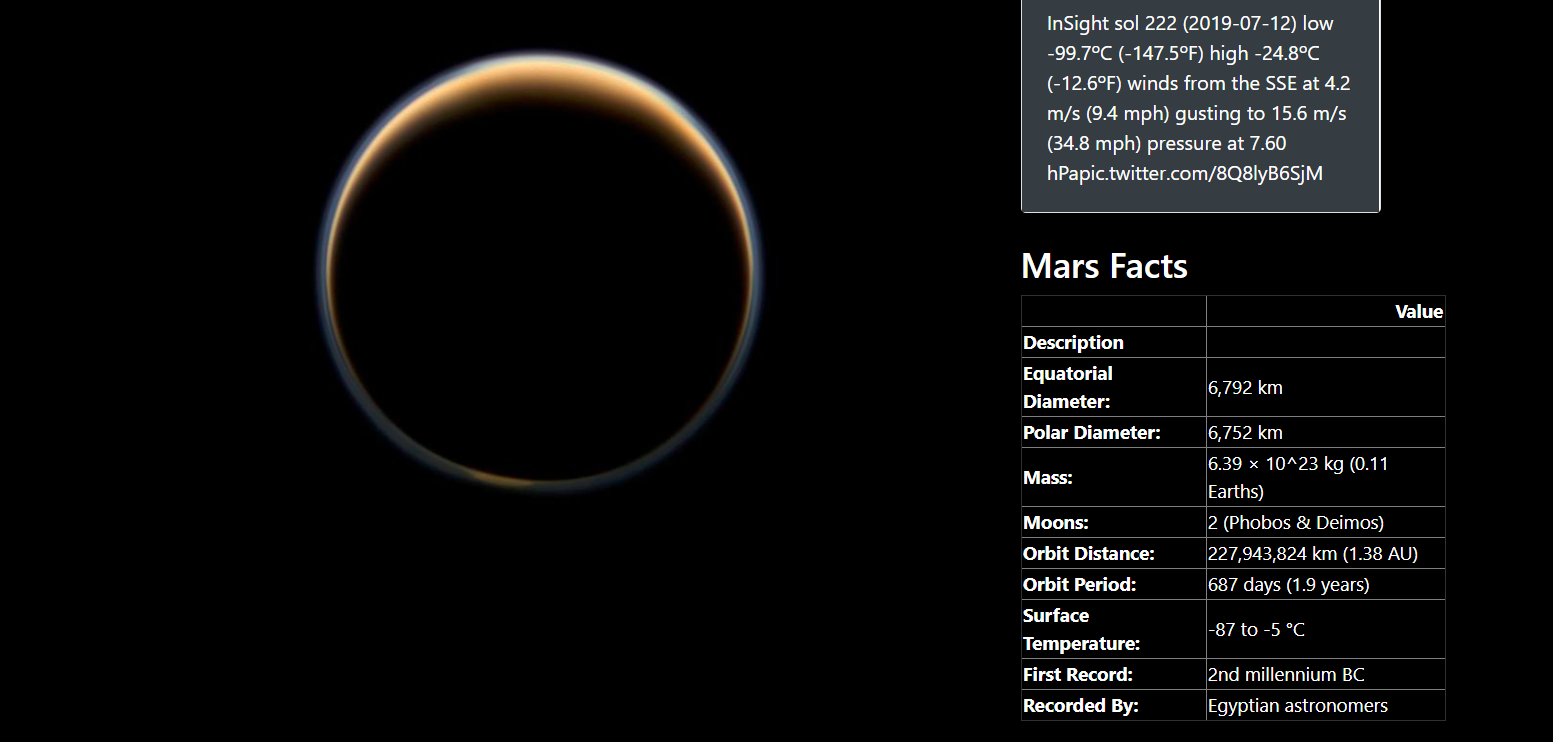 InSight sol 222 (2019-07-12) low
-99.7ºC (-147.5ºF) high -24.8ºC
(-12.6ºF) winds from the SSE at 4.2
m/s (9.4 mph) gusting to 15.6 m/s
(34.8 mph) pressure at 7.60
hPapic.twitter.com/8Q8lyB6SjM
Mars Facts
Value
Description
Equatorial
Diameter:
6,792 km
Polar Diameter:
6,752 km
Mass:
6.39 × 10^23 kg (0.11
Earths)
Moons:
2 (Phobos & Deimos)
Orbit Distance:
227,943,824 km (1.38 AU)
Orbit Period:
687 days (1.9 years)
Surface
Temperature:
-87 to -5 °C
First Record:
2nd millennium BC
Recorded By:
Egyptian astronomers